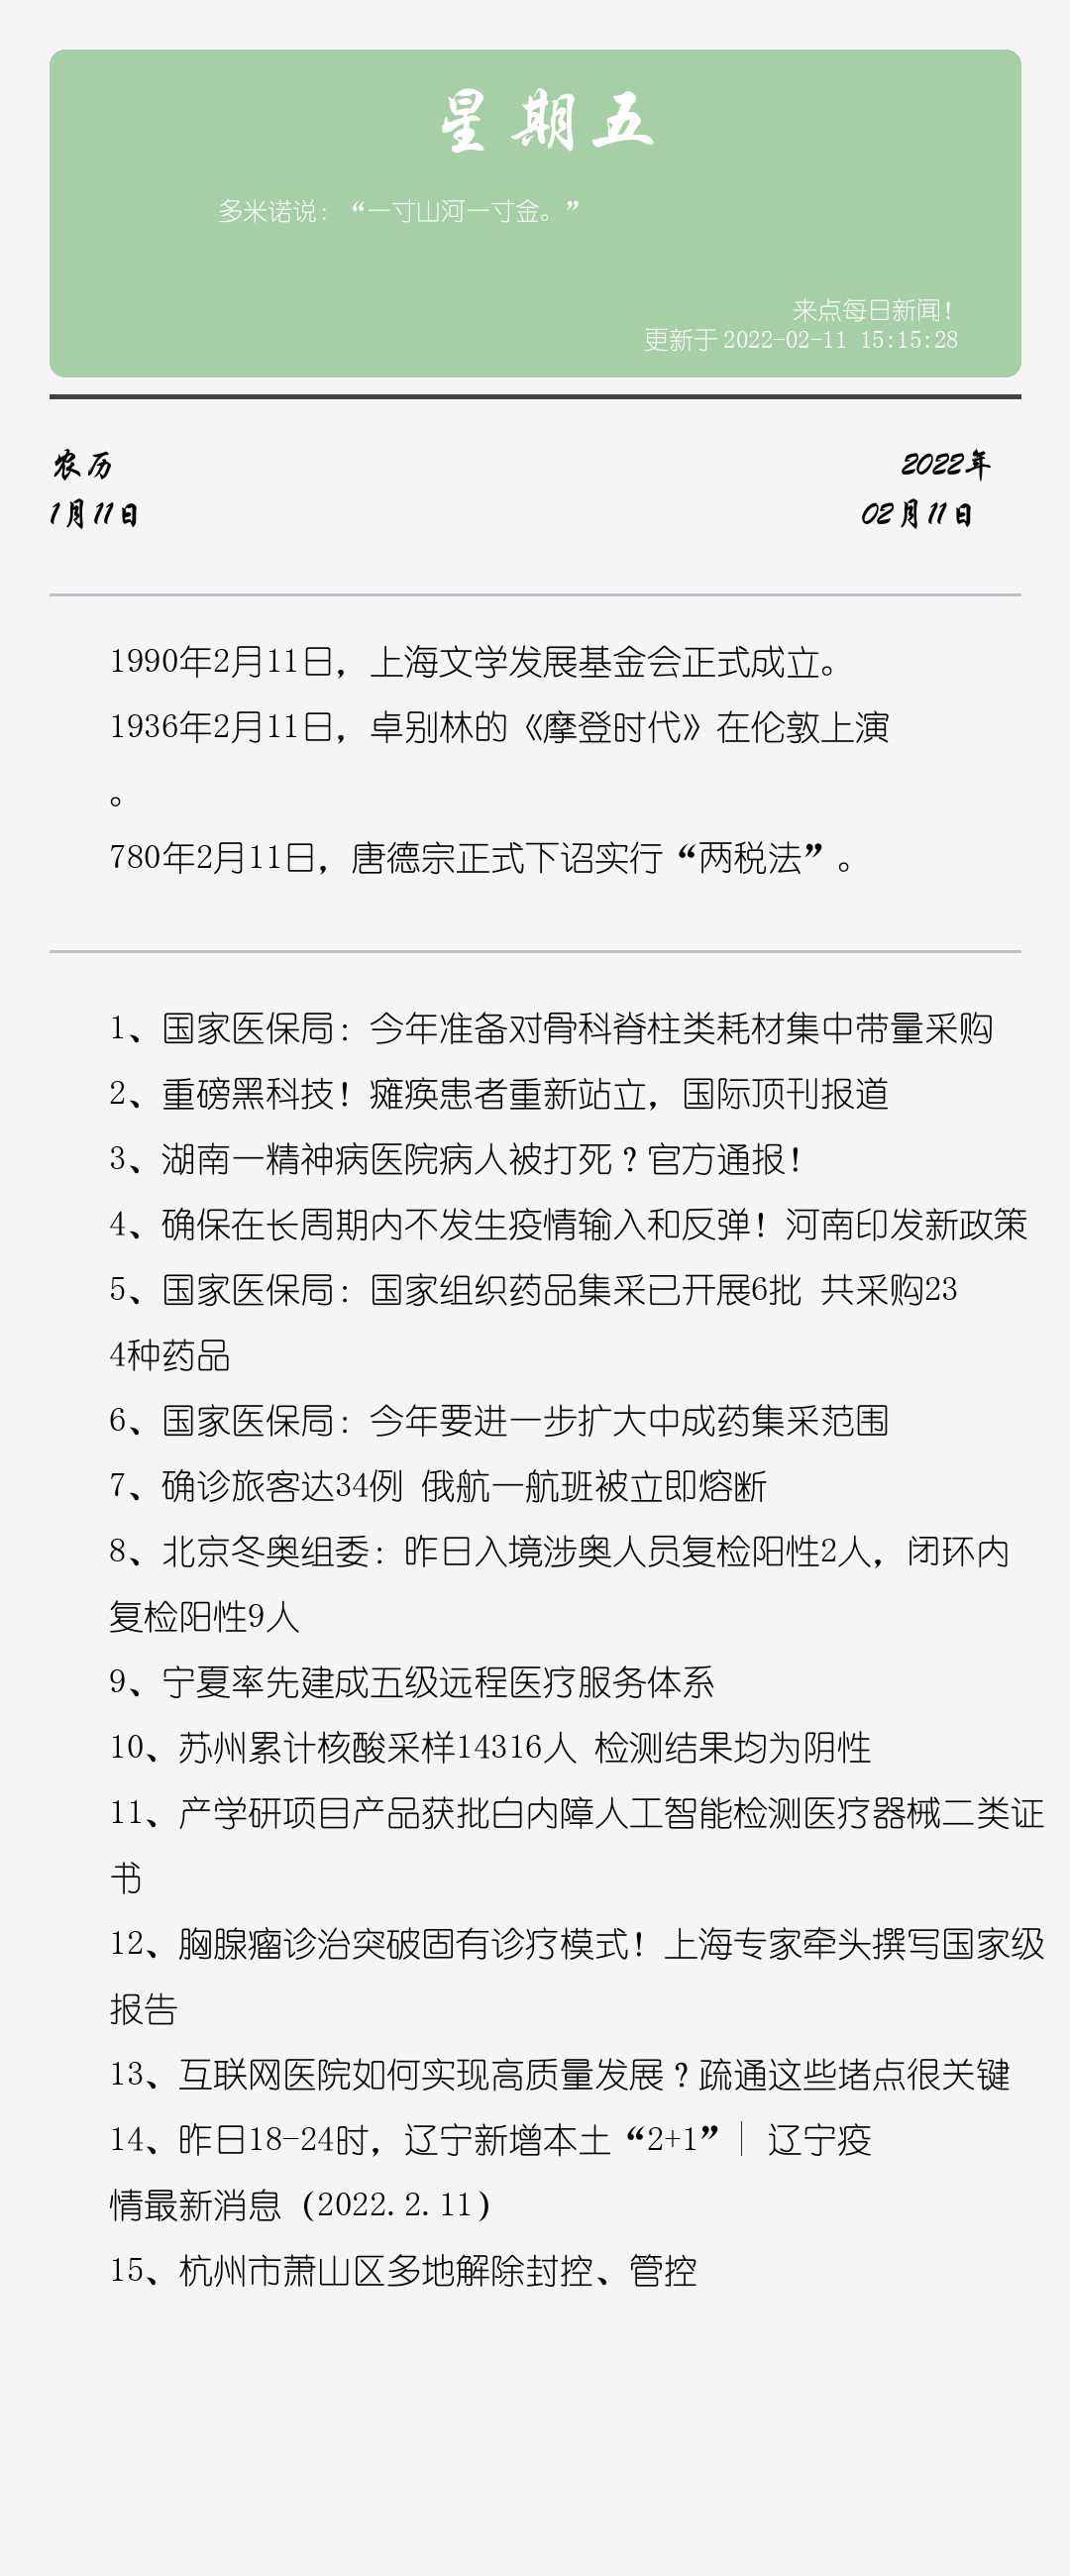 星期五
多米诺说：“一寸山河一寸金。”
来点每日新闻！
更新于2022-02-11 15:15:28
农历
2022年
1月11日
02月11日
1990年2月11日，上海文学发展基金会正式成立。
1936年2月11日，卓别林的《摩登时代》在伦敦上演
。
780年2月11日，唐德宗正式下诏实行“两税法”。
1、国家医保局：今年准备对骨科脊柱类耗材集中带量采购
2、重磅黑科技！瘫痪患者重新站立，国际顶刊报道
3、湖南一精神病医院病人被打死？官方通报！
4、确保在长周期内不发生疫情输入和反弹！河南印发新政策
5、国家医保局：国家组织药品集采已开展6批 共采购23
4种药品
6、国家医保局：今年要进一步扩大中成药集采范围
7、确诊旅客达34例 俄航一航班被立即熔断
8、北京冬奥组委：昨日入境涉奥人员复检阳性2人，闭环内
复检阳性9人
9、宁夏率先建成五级远程医疗服务体系
10、苏州累计核酸采样14316人 检测结果均为阴性
11、产学研项目产品获批白内障人工智能检测医疗器械二类证
书
12、胸腺瘤诊治突破固有诊疗模式！上海专家牵头撰写国家级
报告
13、互联网医院如何实现高质量发展？疏通这些堵点很关键
14、昨日18-24时，辽宁新增本土“2+1”｜ 辽宁疫
情最新消息（2022.2.11）
15、杭州市萧山区多地解除封控、管控